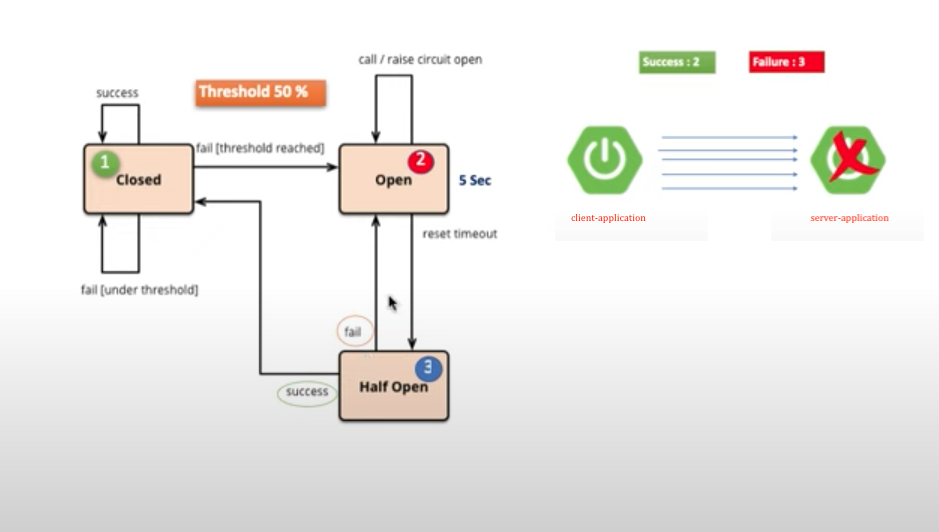 call / raise circuit open
Success : 2
Failure : 3
Threshold 50 %
success
fail [threshold reached]
1
Closed
2
Open
5 Sec
client-application
server-application
reset timeout
fail [under threshold]
fail
3
Half Open
success